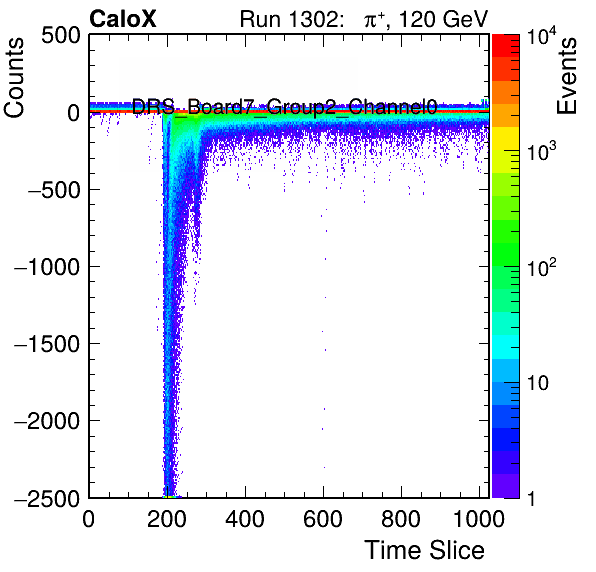 CaloX Run 1302: π⁺, 120 GeV
Counts
Events
500
0
−500
−1000
−1500
−2000
−2500
DRS_Board7_Group2_Channel0
0 200 400 600 800 1000
Time Slice
10⁴
10³
10²
10
1